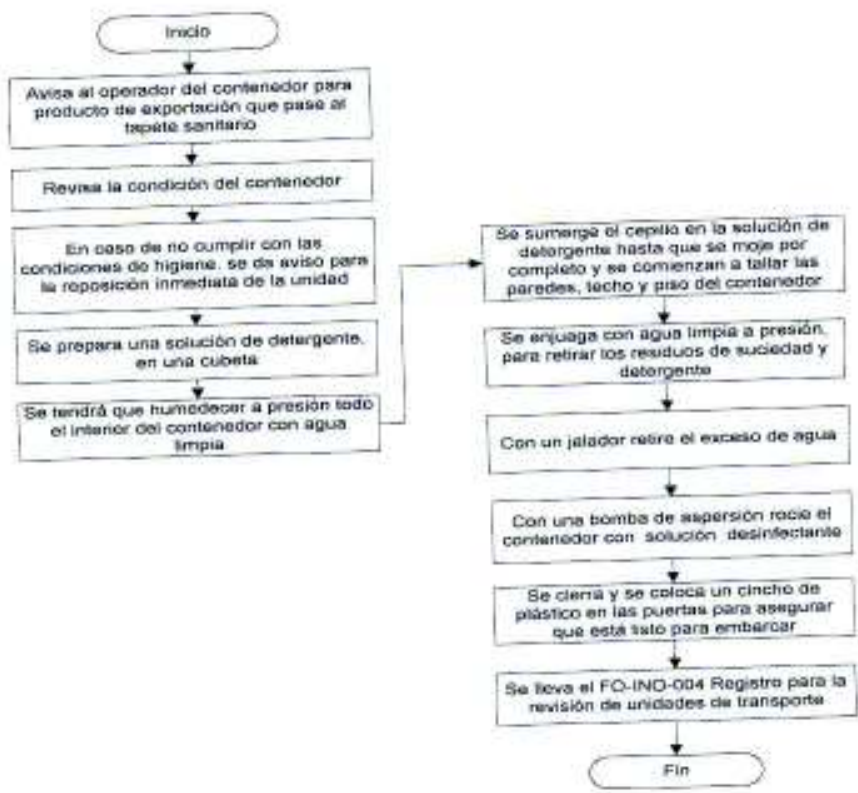 Inicio
Avisa al operador del contenedor para
producto de exportación que pase al
tapete sanitario
Revisa la condición del contenedor
En caso de no cumplir con las
condiciones de higiene, se da aviso para
la reposición inmediata de la unidad
Se prepara una solución de detergente,
en una cubeta
Se tendrá que humedecer a presión todo
el interior del contenedor con agua
limpia
Se sumerge el cepillo en la solución de
detergente hasta que se moje por
completo y se comienzan a tallar las
paredes, techo y piso del contenedor
Se enjuaga con agua limpia a presión,
para retirar los residuos de suciedad y
detergente
Con un jalador retire el exceso de agua
Con una bomba de aspersión rocíe el
contenedor con solución desinfectante
Se cierra y se coloca un cincho de
plástico en las puertas para asegurar
que está listo para embarcar
Se lleva el FO-INO-004 Registro para la
revisión de unidades de transporte
Fin